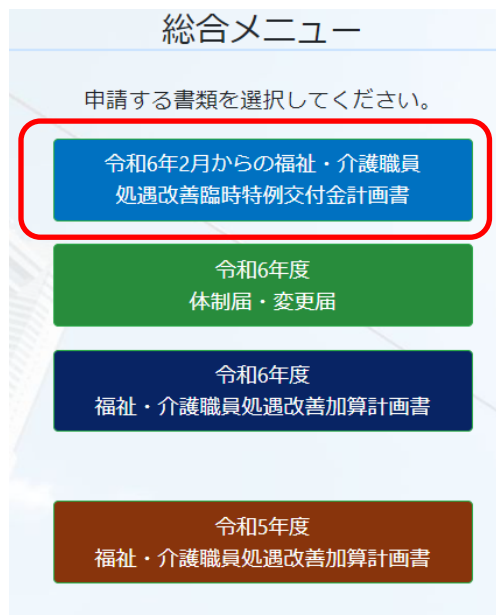 総合メニュー
申請する書類を選択してください。
令和6年2月からの福祉・介護職員
処遇改善臨時特例交付金計画書
令和6年度
体制届・変更届
令和6年度
福祉・介護職員処遇改善加算計画書
令和5年度
福祉・介護職員処遇改善加算計画書